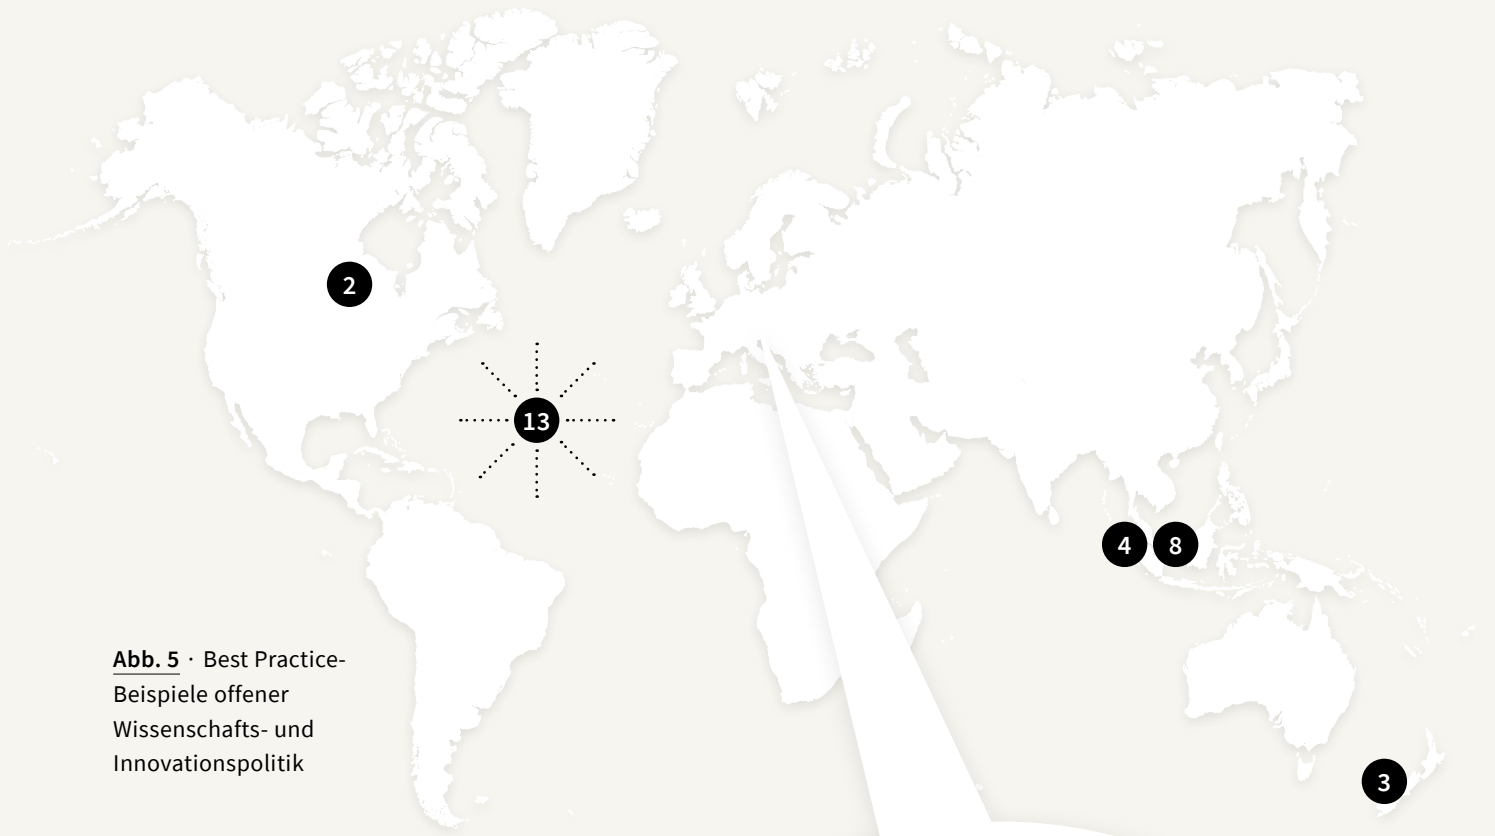 2
13
4 8
Abb. 5 · Best Practice-
Beispiele offener
Wissenschafts- und
Innovationspolitik
3